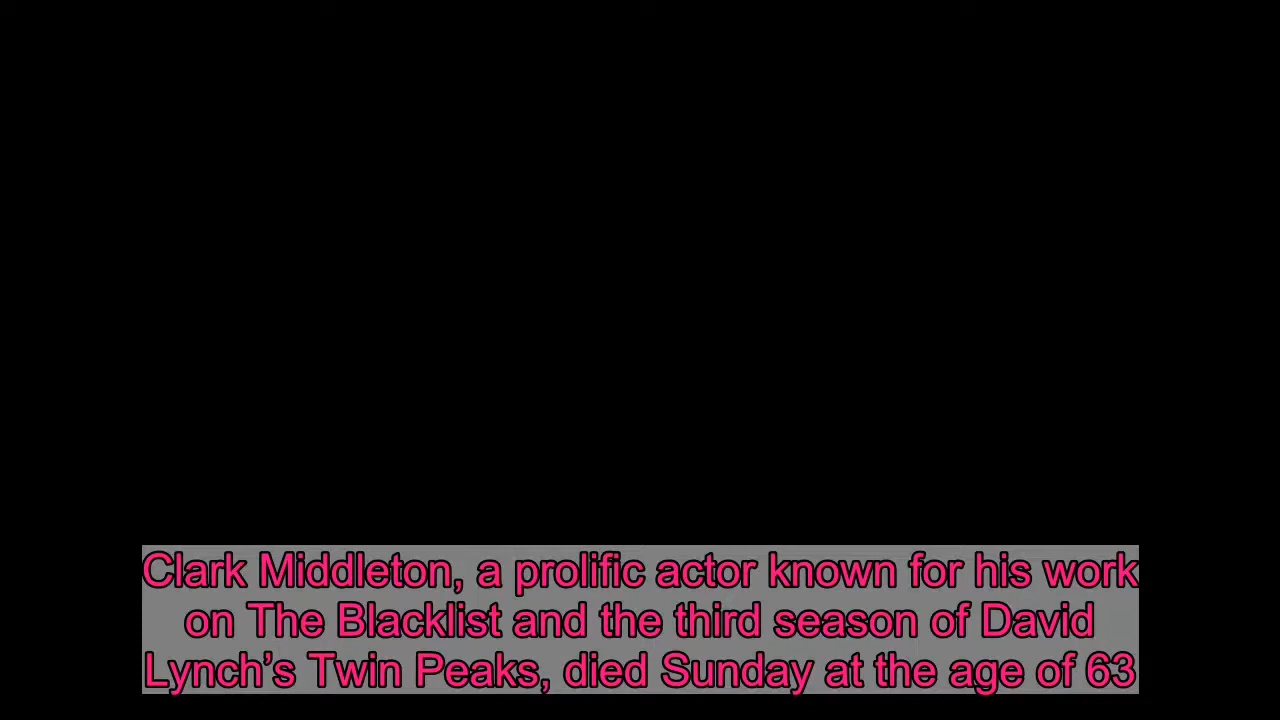 Clark Middleton, a prolific actor known for his work
on The Blacklist and the third season of David
Lynch’s Twin Peaks, died Sunday at the age of 63